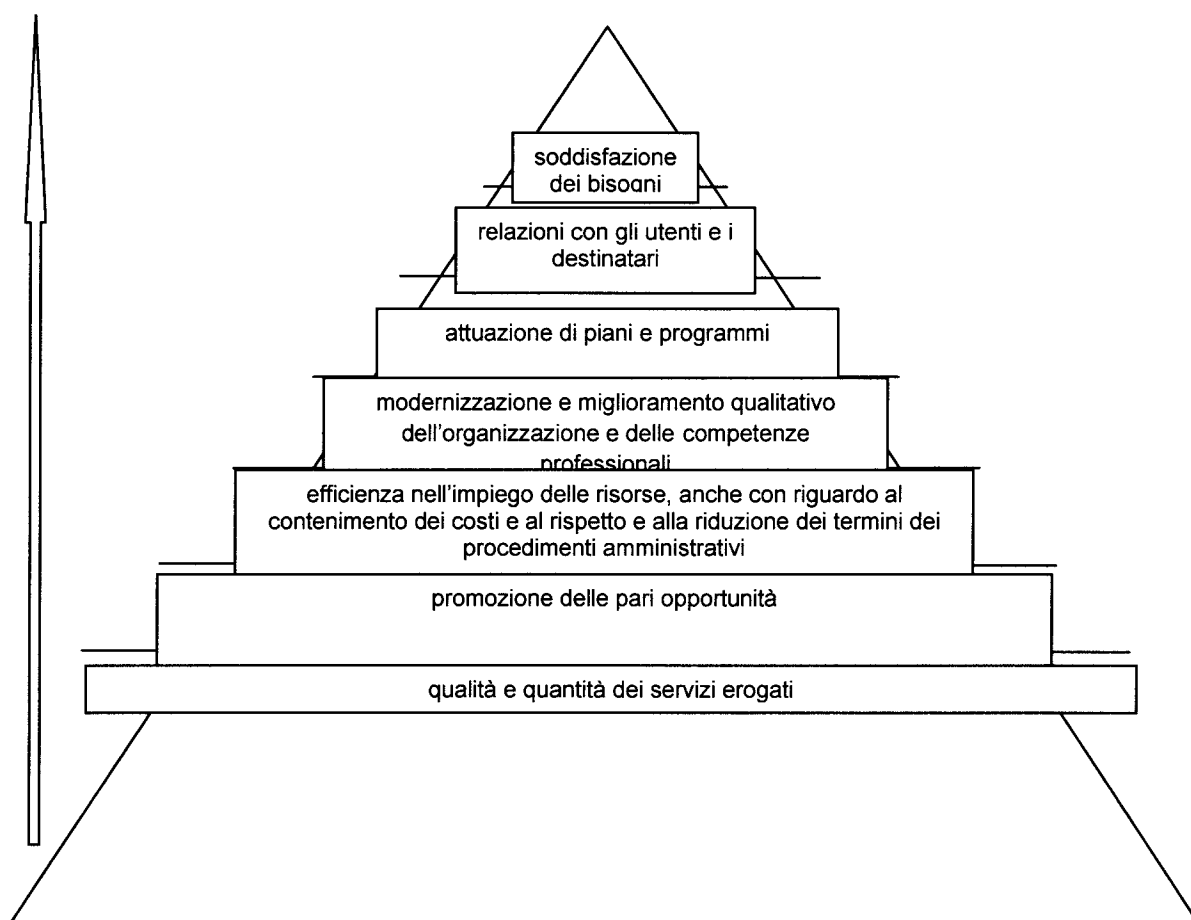 soddisfazione
dei bisogni
relazioni con gli utenti e i
destinatari
attuazione di piani e programmi
modernizzazione e miglioramento qualitativo
dell'organizzazione e delle competenze
professionali
efficienza nell'impiego delle risorse, anche con riguardo al
contenimento dei costi e al rispetto e alla riduzione dei termini dei
procedimenti amministrativi
promozione delle pari opportunità
qualità e quantità dei servizi erogati